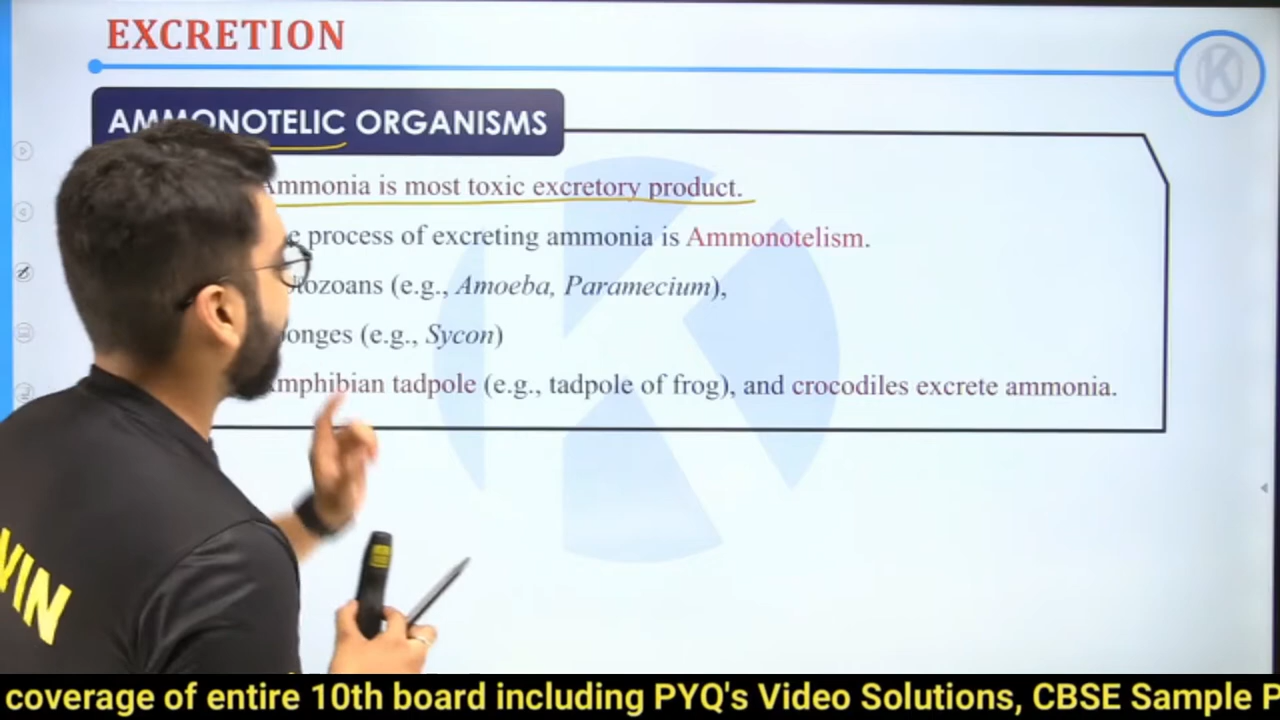 EXCRETION
AMMONOTELIC ORGANISMS
Ammonia is most toxic excretory product.
process of excreting ammonia is Ammonotelism.
(e.g., Amoeba, Paramecium),
(e.g., Sycon)
Amphibian tadpole (e.g., tadpole of frog), and crocodiles excrete ammonia.
coverage of entire 10th board including PYQ's Video Solutions, CBSE Sample P